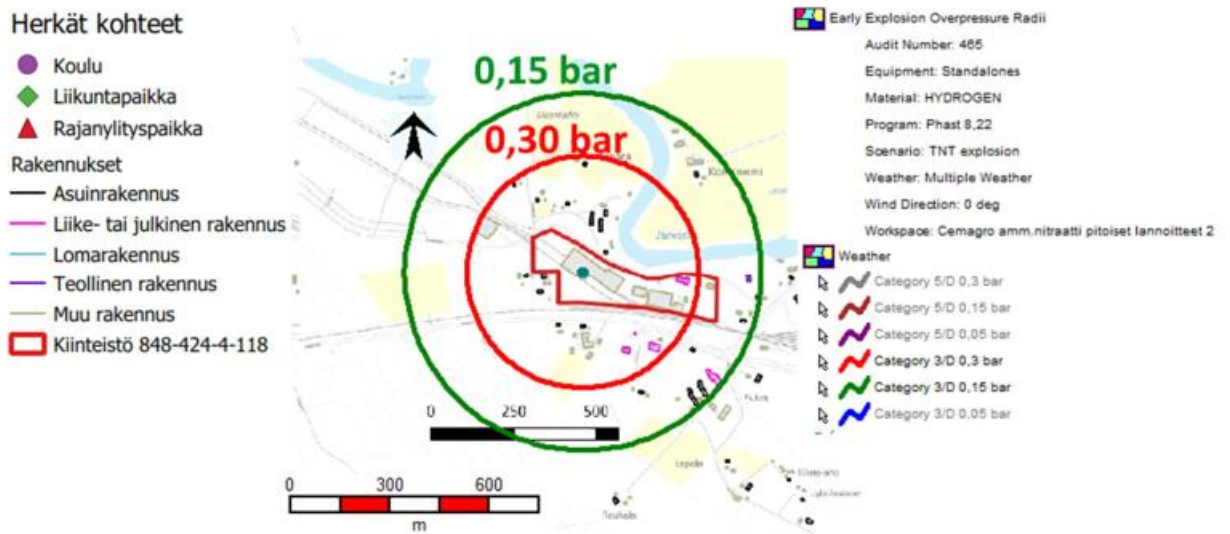 Herkät kohteet
Koulu
Liikuntapaikka
Rajanylityspaikka
Rakennukset
Asuinrakennus
Liike- tai julkinen rakennus
Lomarakennus
Teollinen rakennus
Muu rakennus
Kiinteistö 848-424-4-118
0,15 bar
0,30 bar
0 250 500
0 300 600
m
Early Explosion Overpressure Radii
Audit Number: 465
Equipment: Standalones
Material: HYDROGEN
Program: Phast 8,22
Scenario: TNT explosion
Weather: Multiple Weather
Wind Direction: 0 deg
Workspace: Cemagro amm.nitraatti pitoiset lannoitteet 2
Weather
Category 5/D 0,3 bar
Category 5/D 0,15 bar
Category 5/D 0,05 bar
Category 3/D 0,3 bar
Category 3/D 0,15 bar
Category 3/D 0,05 bar